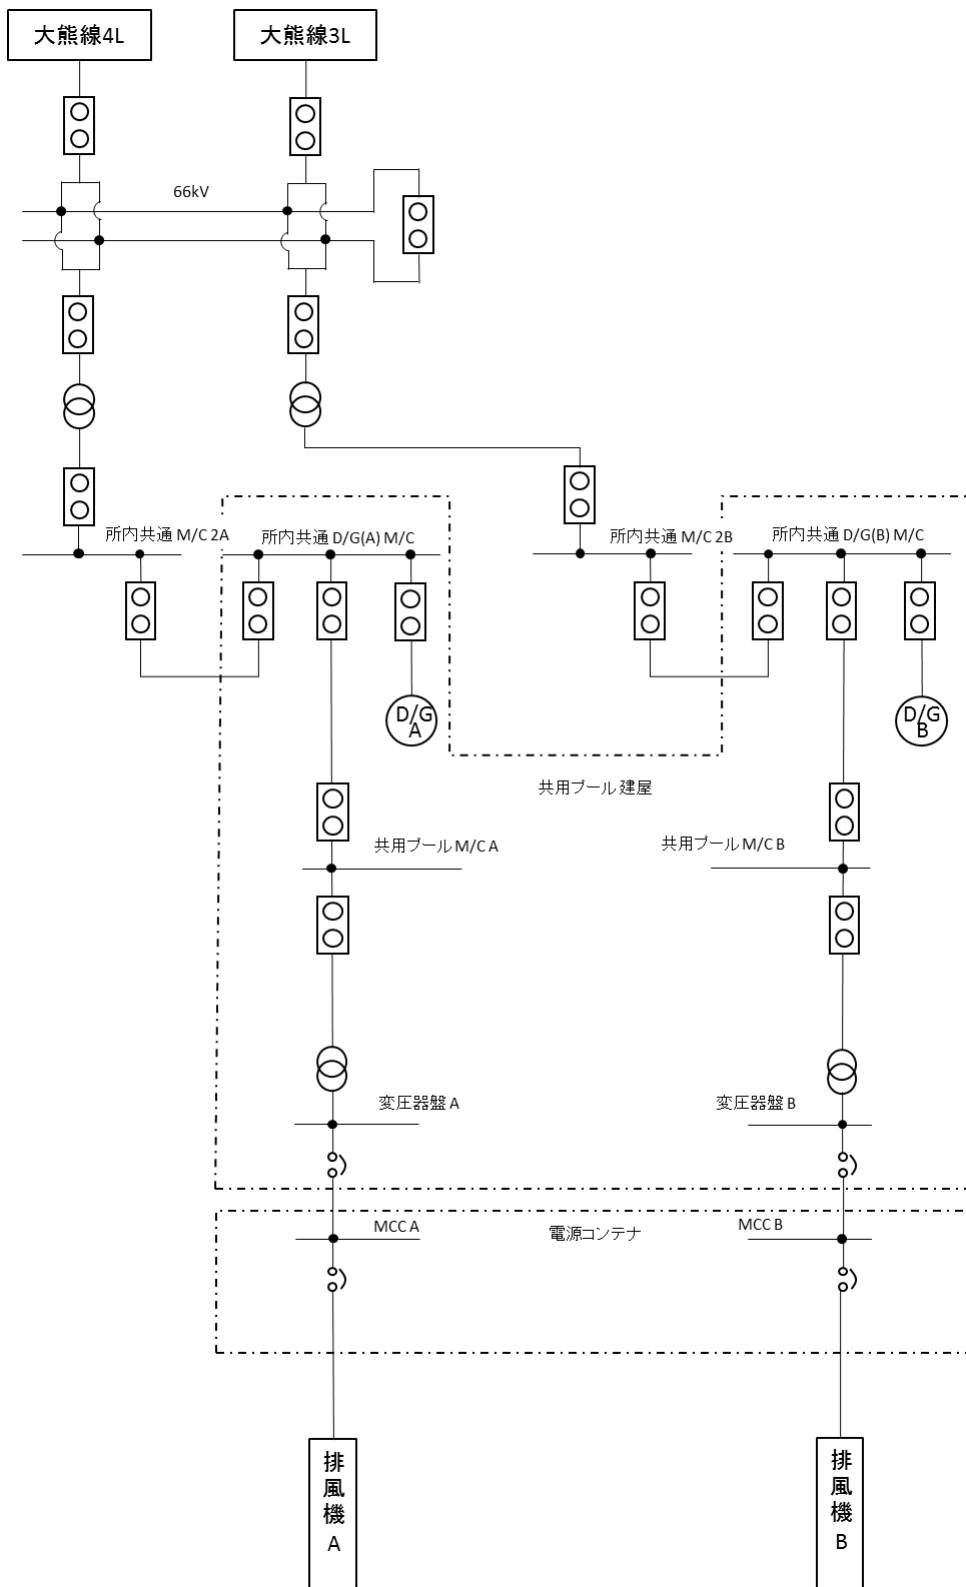 大熊線4L
大熊線3L
66kV
所内共通 M/C 2A
所内共通 D/G(A) M/C
所内共通 M/C 2B
所内共通 D/G(B) M/C
D/G
A
D/G
B
共用プール建屋
共用プール M/C A
共用プール M/C B
変圧器盤 A
変圧器盤 B
MCC A
電源コンテナ
MCC B
排風機A
排風機B